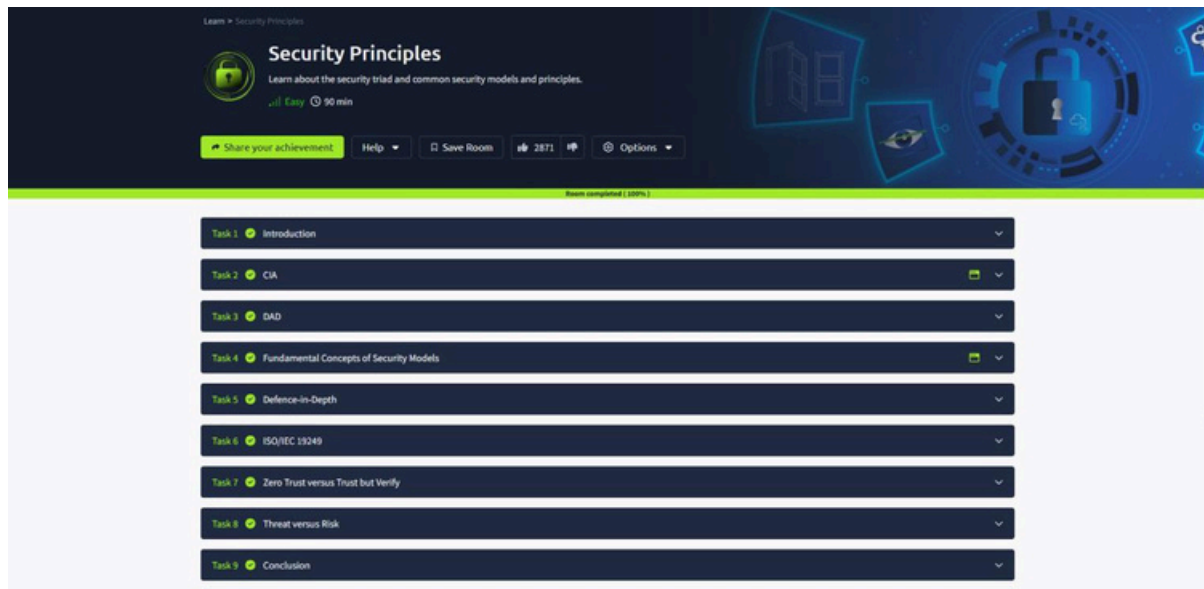 Learn > Security Principles
Security Principles
Learn about the security triad and common security models and principles.
Easy 90 min
Share your achievement Help Save Room 2871 Options
Room completed ( 100% )
Task 1 Introduction
Task 2 CIA
Task 3 DAD
Task 4 Fundamental Concepts of Security Models
Task 5 Defence-in-Depth
Task 6 ISO/IEC 19249
Task 7 Zero Trust versus Trust but Verify
Task 8 Threat versus Risk
Task 9 Conclusion